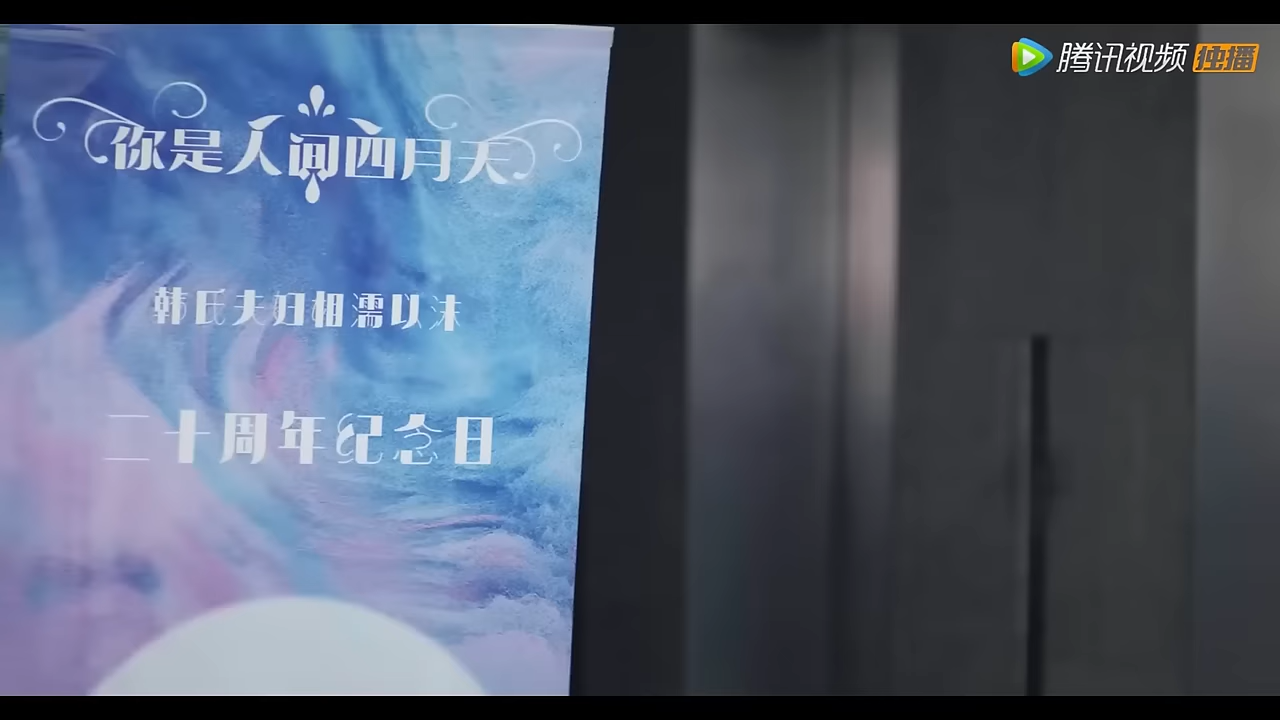 腾讯视频 独播
你是人间四月天
韩氏夫妇相濡以沫
二十周年纪念日